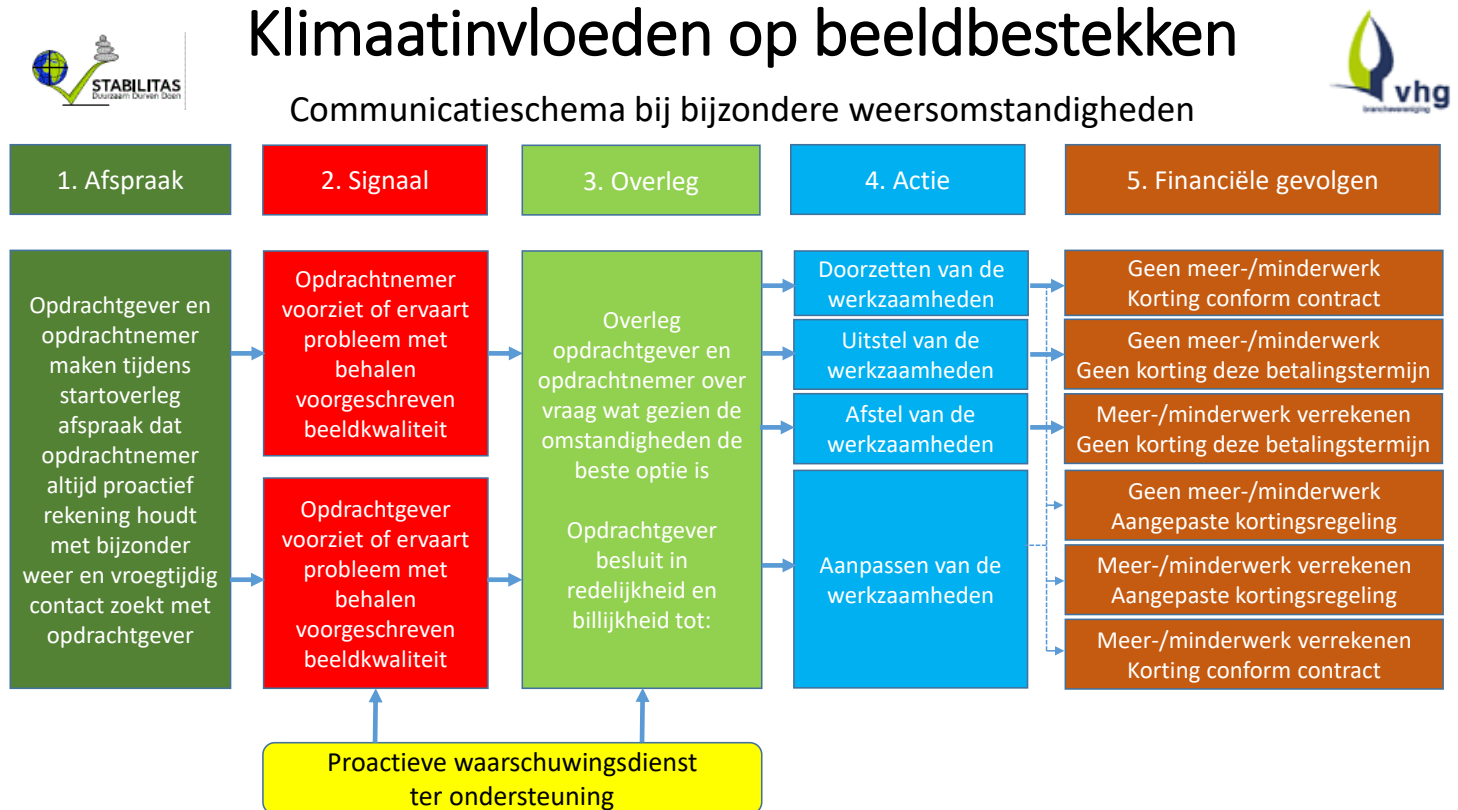 Klimaatinvloeden op beeldbestekken
STABILITAS
Duurzaam Durven Doen
vhg
branchevereniging
Communicatieschema bij bijzondere weersomstandigheden
1. Afspraak
2. Signaal
3. Overleg
4. Actie
5. Financiële gevolgen
Opdrachtgever en
opdrachtnemer
maken tijdens
startoverleg
afspraak dat
opdrachtnemer
altijd proactief
rekening houdt
met bijzonder
weer en vroegtijdig
contact zoekt met
opdrachtgever
Opdrachtnemer
voorziet of ervaart
probleem met
behalen
voorgeschreven
beeldkwaliteit
Opdrachtgever
voorziet of ervaart
probleem met
behalen
voorgeschreven
beeldkwaliteit
Overleg
opdrachtgever en
opdrachtnemer over
vraag wat gezien de
omstandigheden de
beste optie is
Opdrachtgever
besluit in
redelijkheid en
billijkheid tot:
Doorzetten van de
werkzaamheden
Uitstel van de
werkzaamheden
Afstel van de
werkzaamheden
Aanpassen van de
werkzaamheden
Geen meer-/minderwerk
Korting conform contract
Geen meer-/minderwerk
Geen korting deze betalingstermijn
Meer-/minderwerk verrekenen
Geen korting deze betalingstermijn
Geen meer-/minderwerk
Aangepaste kortingsregeling
Meer-/minderwerk verrekenen
Aangepaste kortingsregeling
Meer-/minderwerk verrekenen
Korting conform contract
Proactieve waarschuwingsdienst
ter ondersteuning